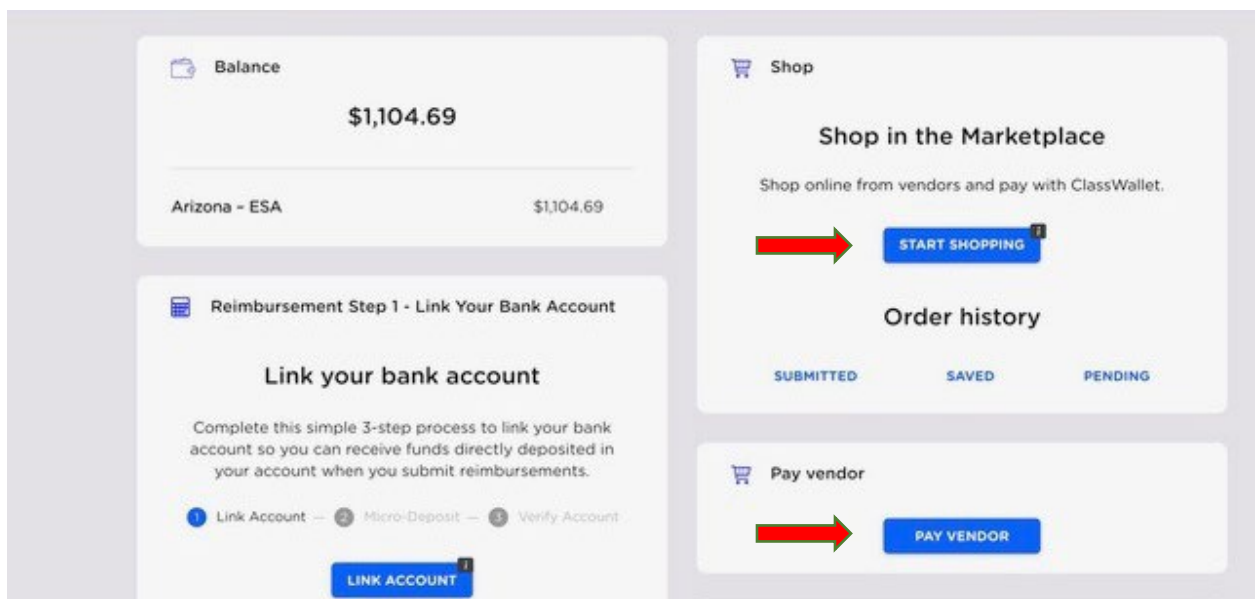 Balance
$1,104.69
Arizona – ESA $1,104.69
Reimbursement Step 1 - Link Your Bank Account
Link your bank account
Complete this simple 3-step process to link your bank
account so you can receive funds directly deposited in
your account when you submit reimbursements.
1 Link Account — 2 Micro-Deposit — 3 Verify Account
LINK ACCOUNT
i
Shop
Shop in the Marketplace
Shop online from vendors and pay with ClassWallet.
START SHOPPING
i
Order history
SUBMITTED SAVED PENDING
Pay vendor
PAY VENDOR